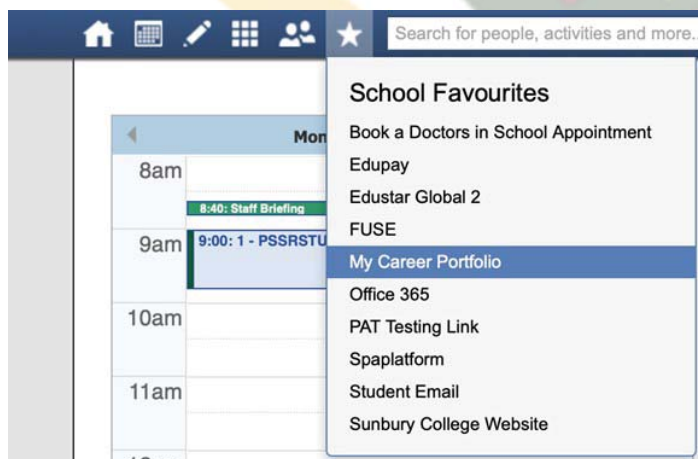 Search for people, activities and more..
School Favourites
Book a Doctors in School Appointment
Edupay
Edustar Global 2
FUSE
My Career Portfolio
Office 365
PAT Testing Link
Spaplatform
Student Email
Sunbury College Website
Mon
8am
8:40: Staff Briefing
9am
9:00: 1 - PSSRSTU
10am
11am